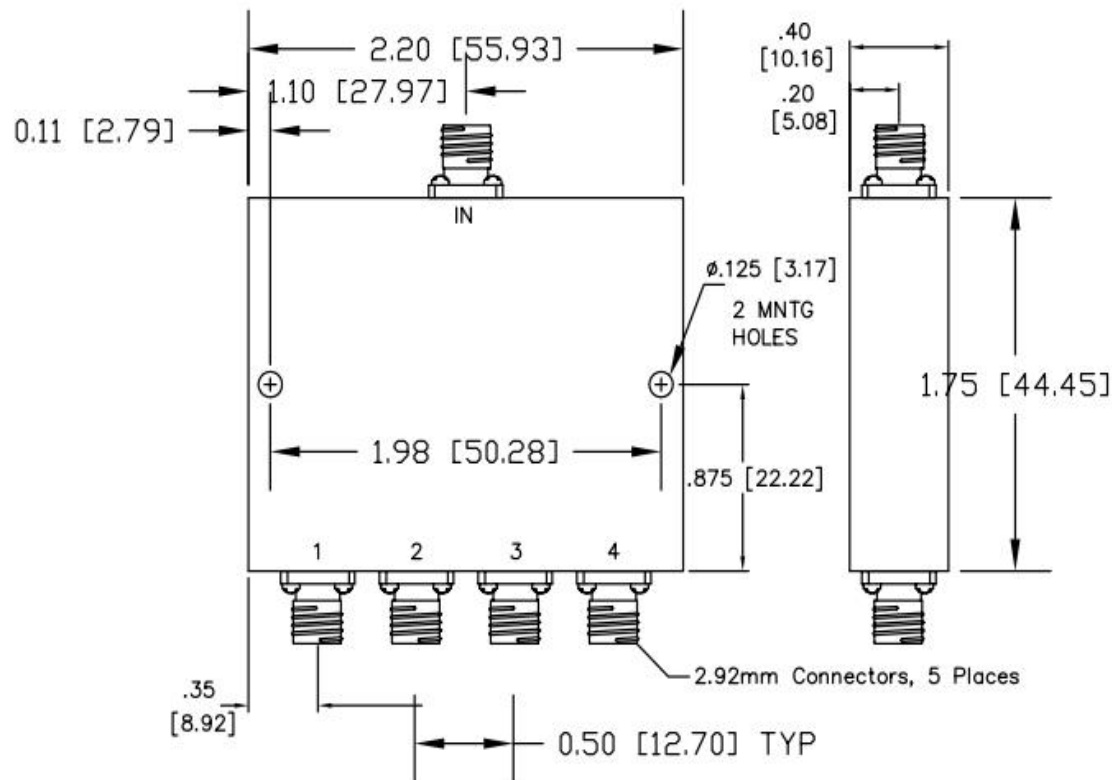 2.20 [55.93]
1.10 [27.97]
0.11 [2.79]
.40
[10.16]
.20
[5.08]
IN
ø.125 [3.17]
2 MNTG
HOLES
1.75 [44.45]
1.98 [50.28]
.875 [22.22]
1 2 3 4
2.92mm Connectors, 5 Places
.35
[8.92]
0.50 [12.70] TYP